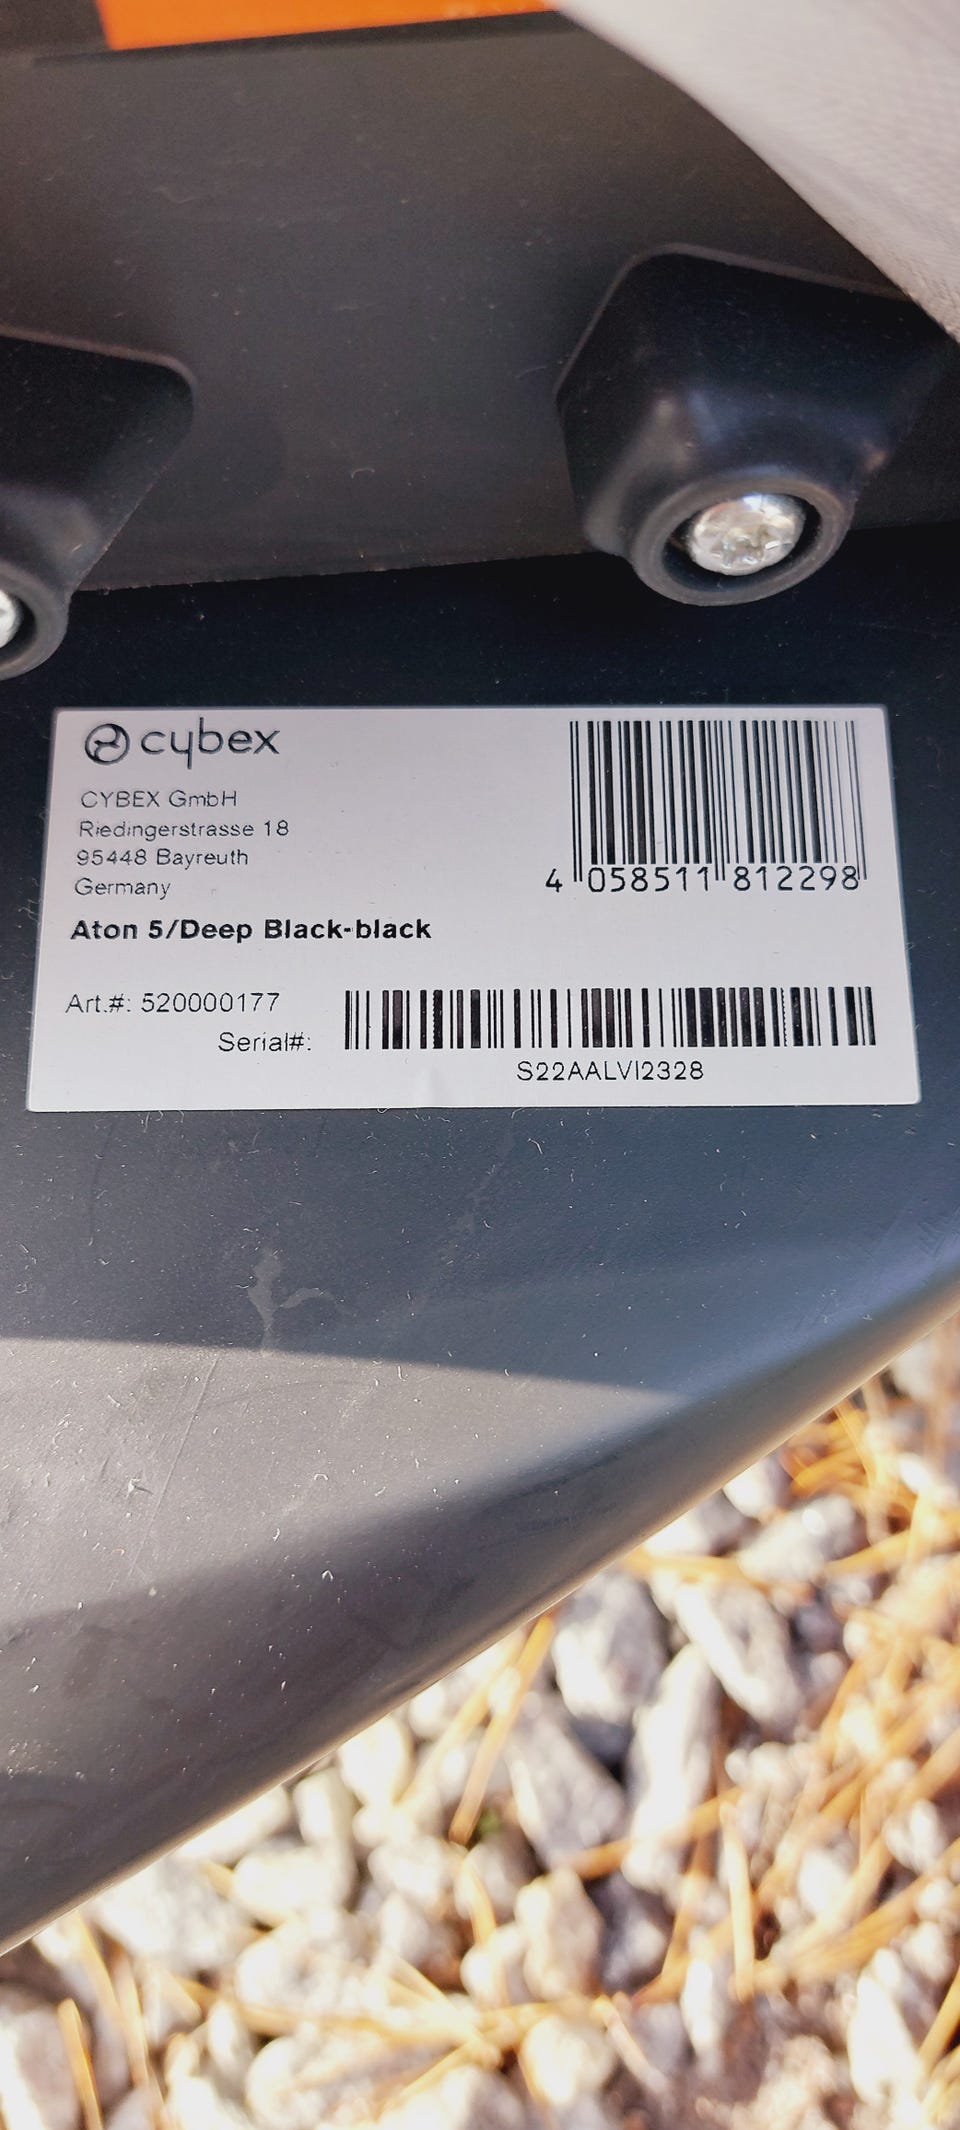 cybex
CYBEX GmbH
Riedingerstrasse 18
95448 Bayreuth
Germany
4 058511 812298
Aton 5/Deep Black-black
Art.#: 520000177
Serial#:
S22AALVI2328